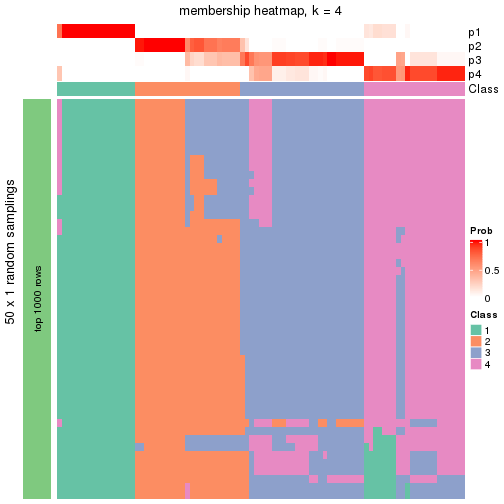 membership heatmap, k = 4
p1
p2
p3
p4
Class
50 x 1 random samplings
top 1000 rows
Prob
1
0.5
0
Class
1
2
3
4